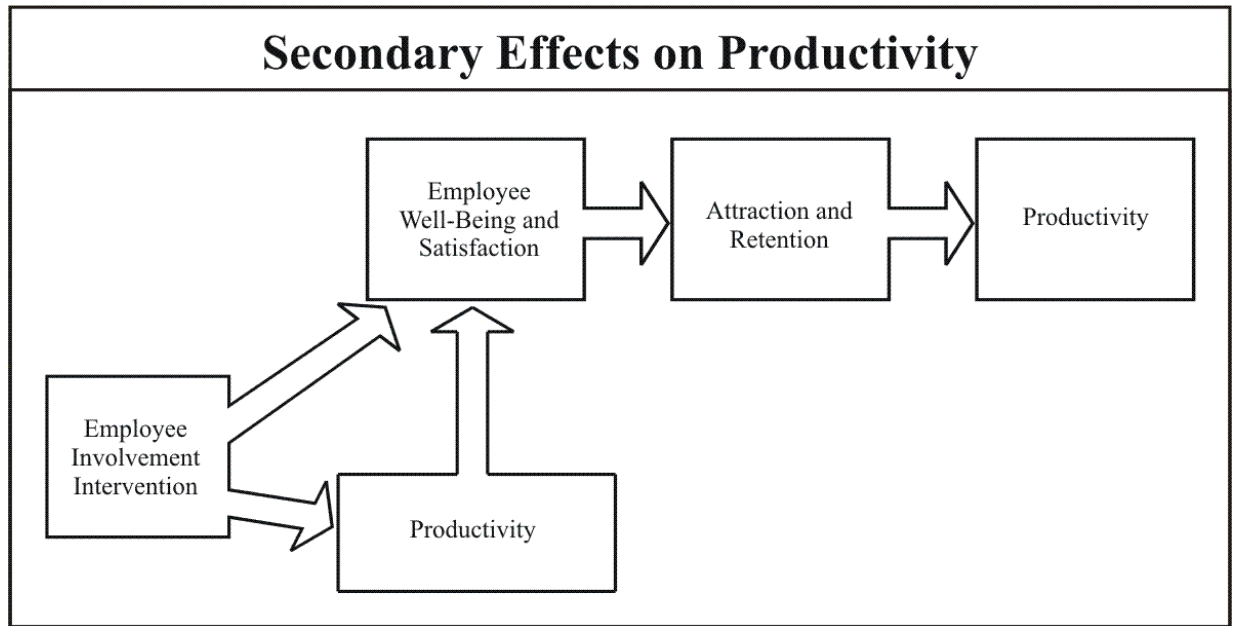 Secondary Effects on Productivity
Employee
Well-Being and
Satisfaction
Attraction and
Retention
Productivity
Employee
Involvement
Intervention
Productivity